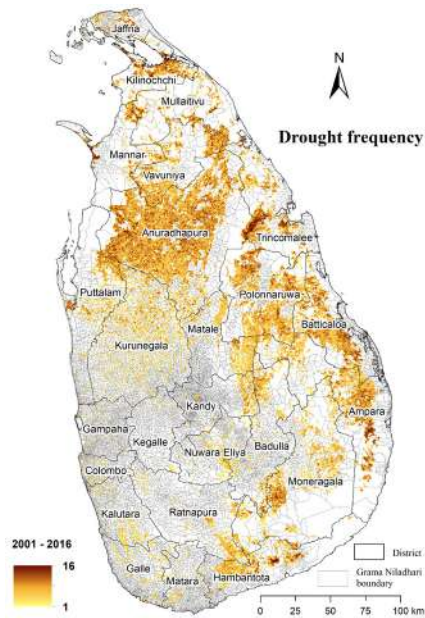 Jaffna
Kilinochchi
Mullaitivu
N
Drought frequency
Mannar
Vavuniya
Anuradhapura
Trincomalee
Puttalam
Polonnaruwa
Batticaloa
Kurunegala
Matale
Kandy
Ampara
Gampaha
Kegalle
Nuwara Eliya
Badulla
Colombo
Moneragala
Kalutara
Ratnapura
2001 - 2016
16
1
Galle
Matara
Hambantota
District
Grama Niladhari
boundary
0 25 50 100 km